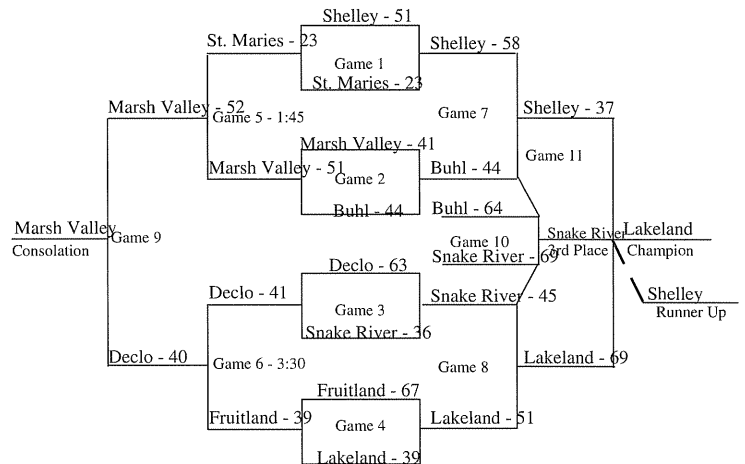 Shelley - 51
St. Maries - 23
Game 1
Shelley - 58
St. Maries - 23
Marsh Valley - 52
Game 5 - 1:45
Game 7
Shelley - 37
Marsh Valley - 41
Game 11
Marsh Valley - 51
Game 2
Buhl - 44
Buhl - 44
Buhl - 64
Marsh Valley
Game 9
Game 10
Snake River
Lakeland
Consolation
3rd Place
Champion
Snake River - 69
Declo - 63
Declo - 41
Game 3
Snake River - 45
Shelley
Runner Up
Snake River - 36
Declo - 40
Game 6 - 3:30
Game 8
Lakeland - 69
Fruitland - 67
Fruitland - 39
Game 4
Lakeland - 51
Lakeland - 39